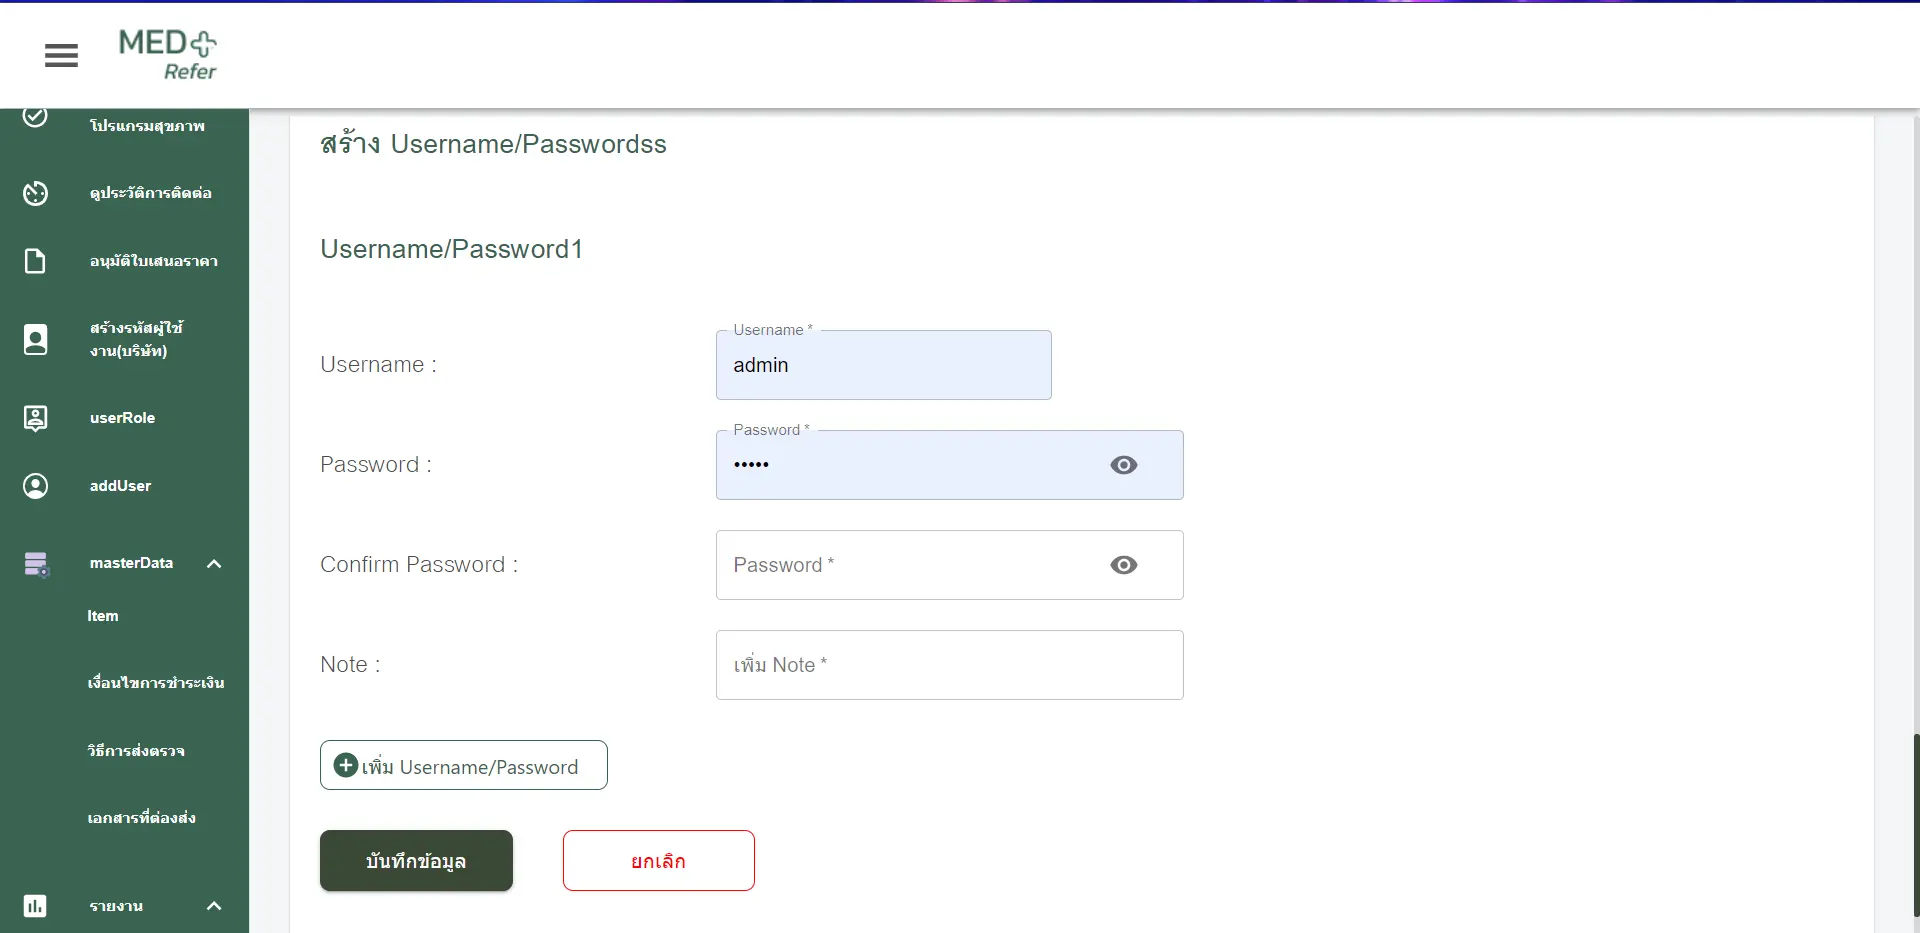 MED
Refer
โปรแกรมสุขภาพ
ดูประวัติการติดต่อ
อนุมัติใบเสนอราคา
สร้างรหัสผู้ใช้
งาน(บริษัท)
userRole
addUser
masterData
Item
เงื่อนไขการชำระเงิน
วิธีการส่งตรวจ
เอกสารที่ต้องส่ง
รายงาน
สร้าง Username/Passwordss
Username/Password1
Username *
Username :
admin
Password *
Password :
•••••
Confirm Password :
Password *
Note :
เพิ่ม Note *
เพิ่ม Username/Password
บันทึกข้อมูล
ยกเลิก